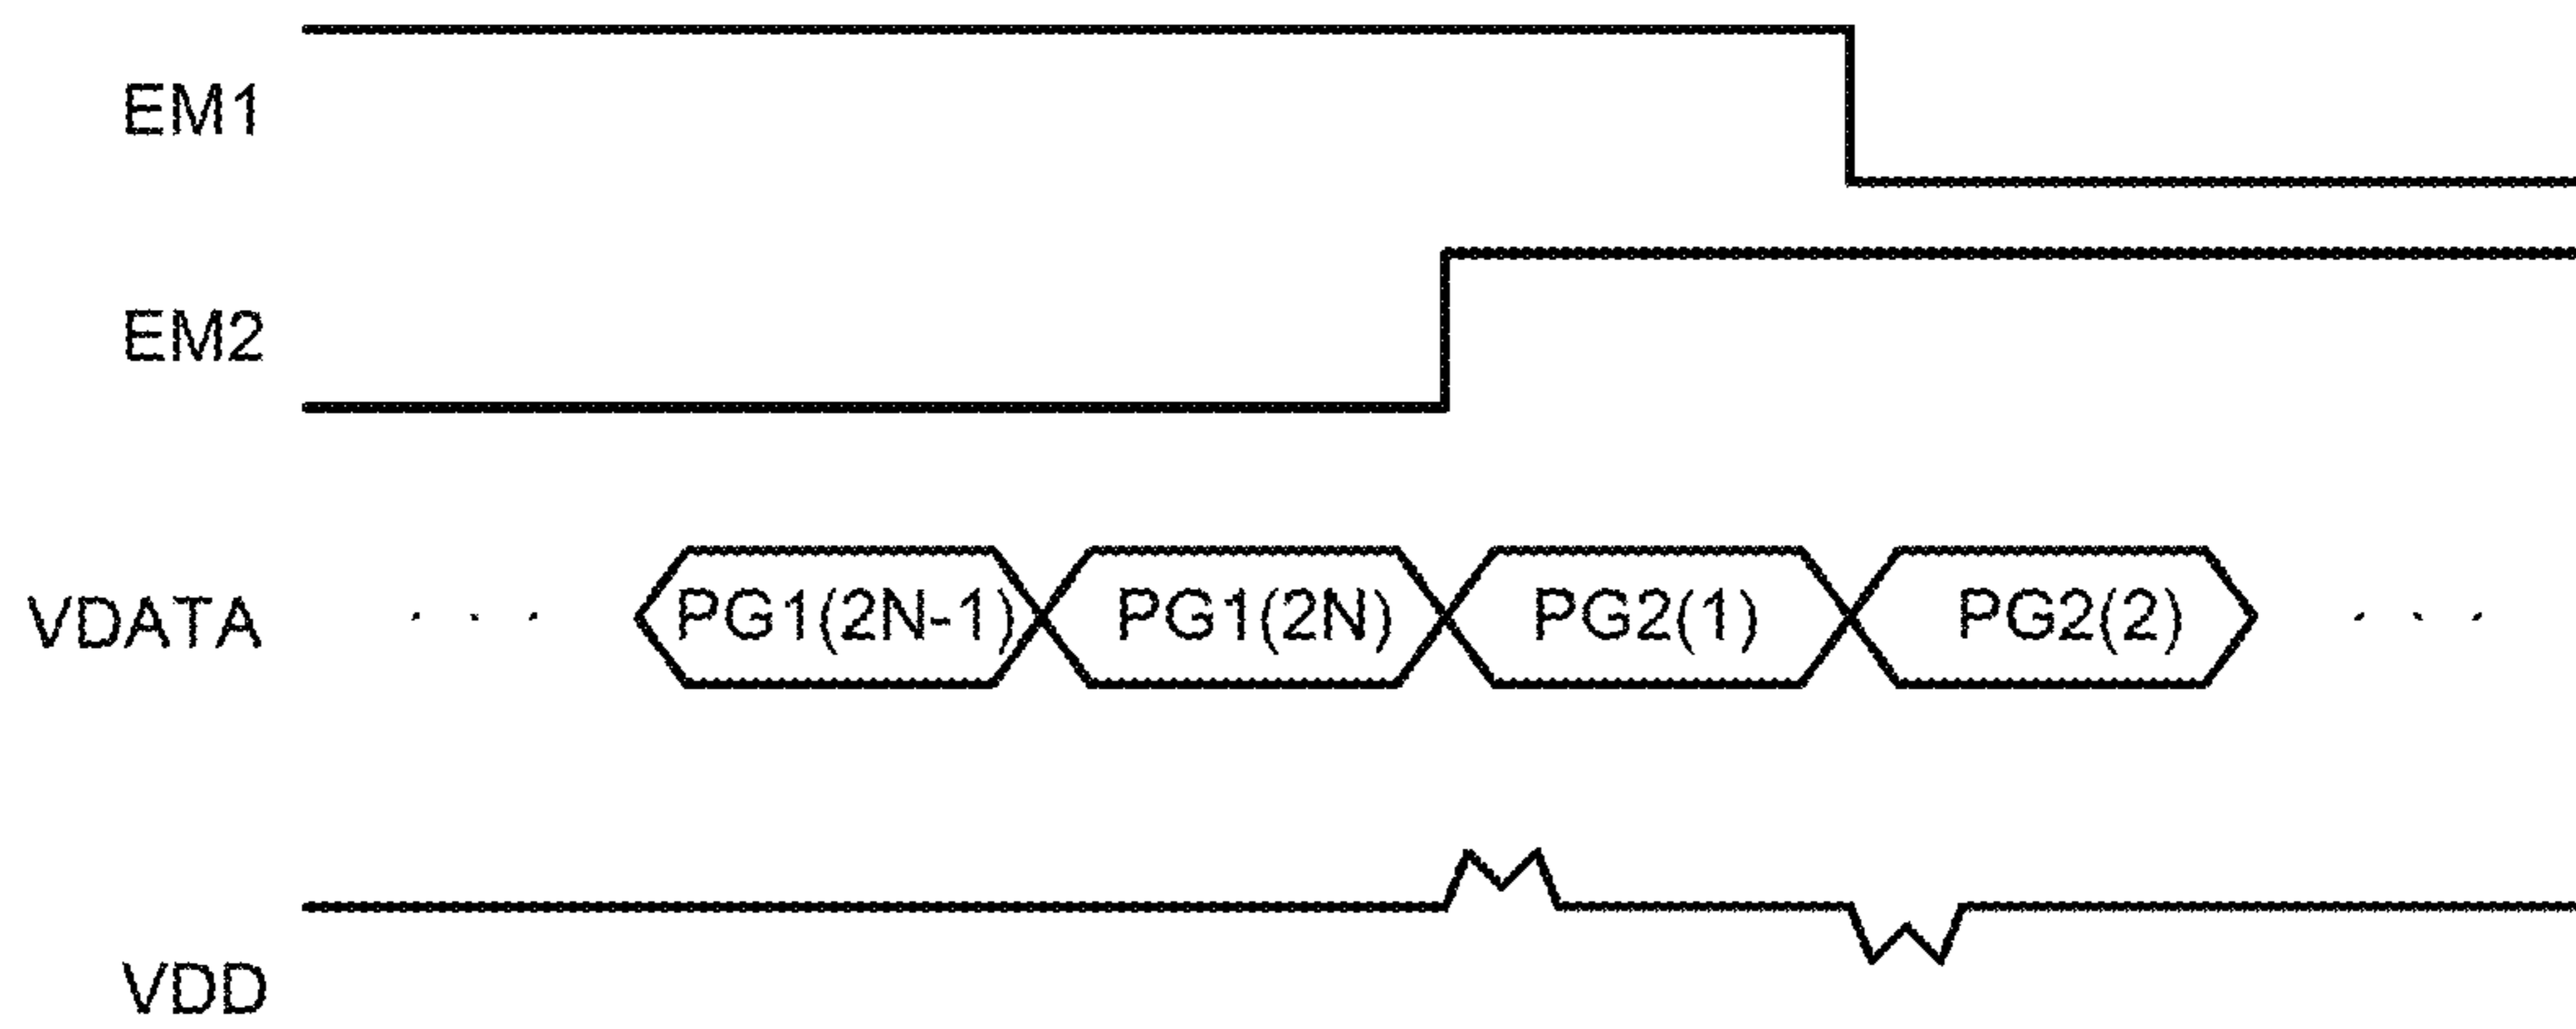 EM1
EM2
VDATA . . . PG1(2N-1) PG1(2N) PG2(1) PG2(2) . . .
VDD